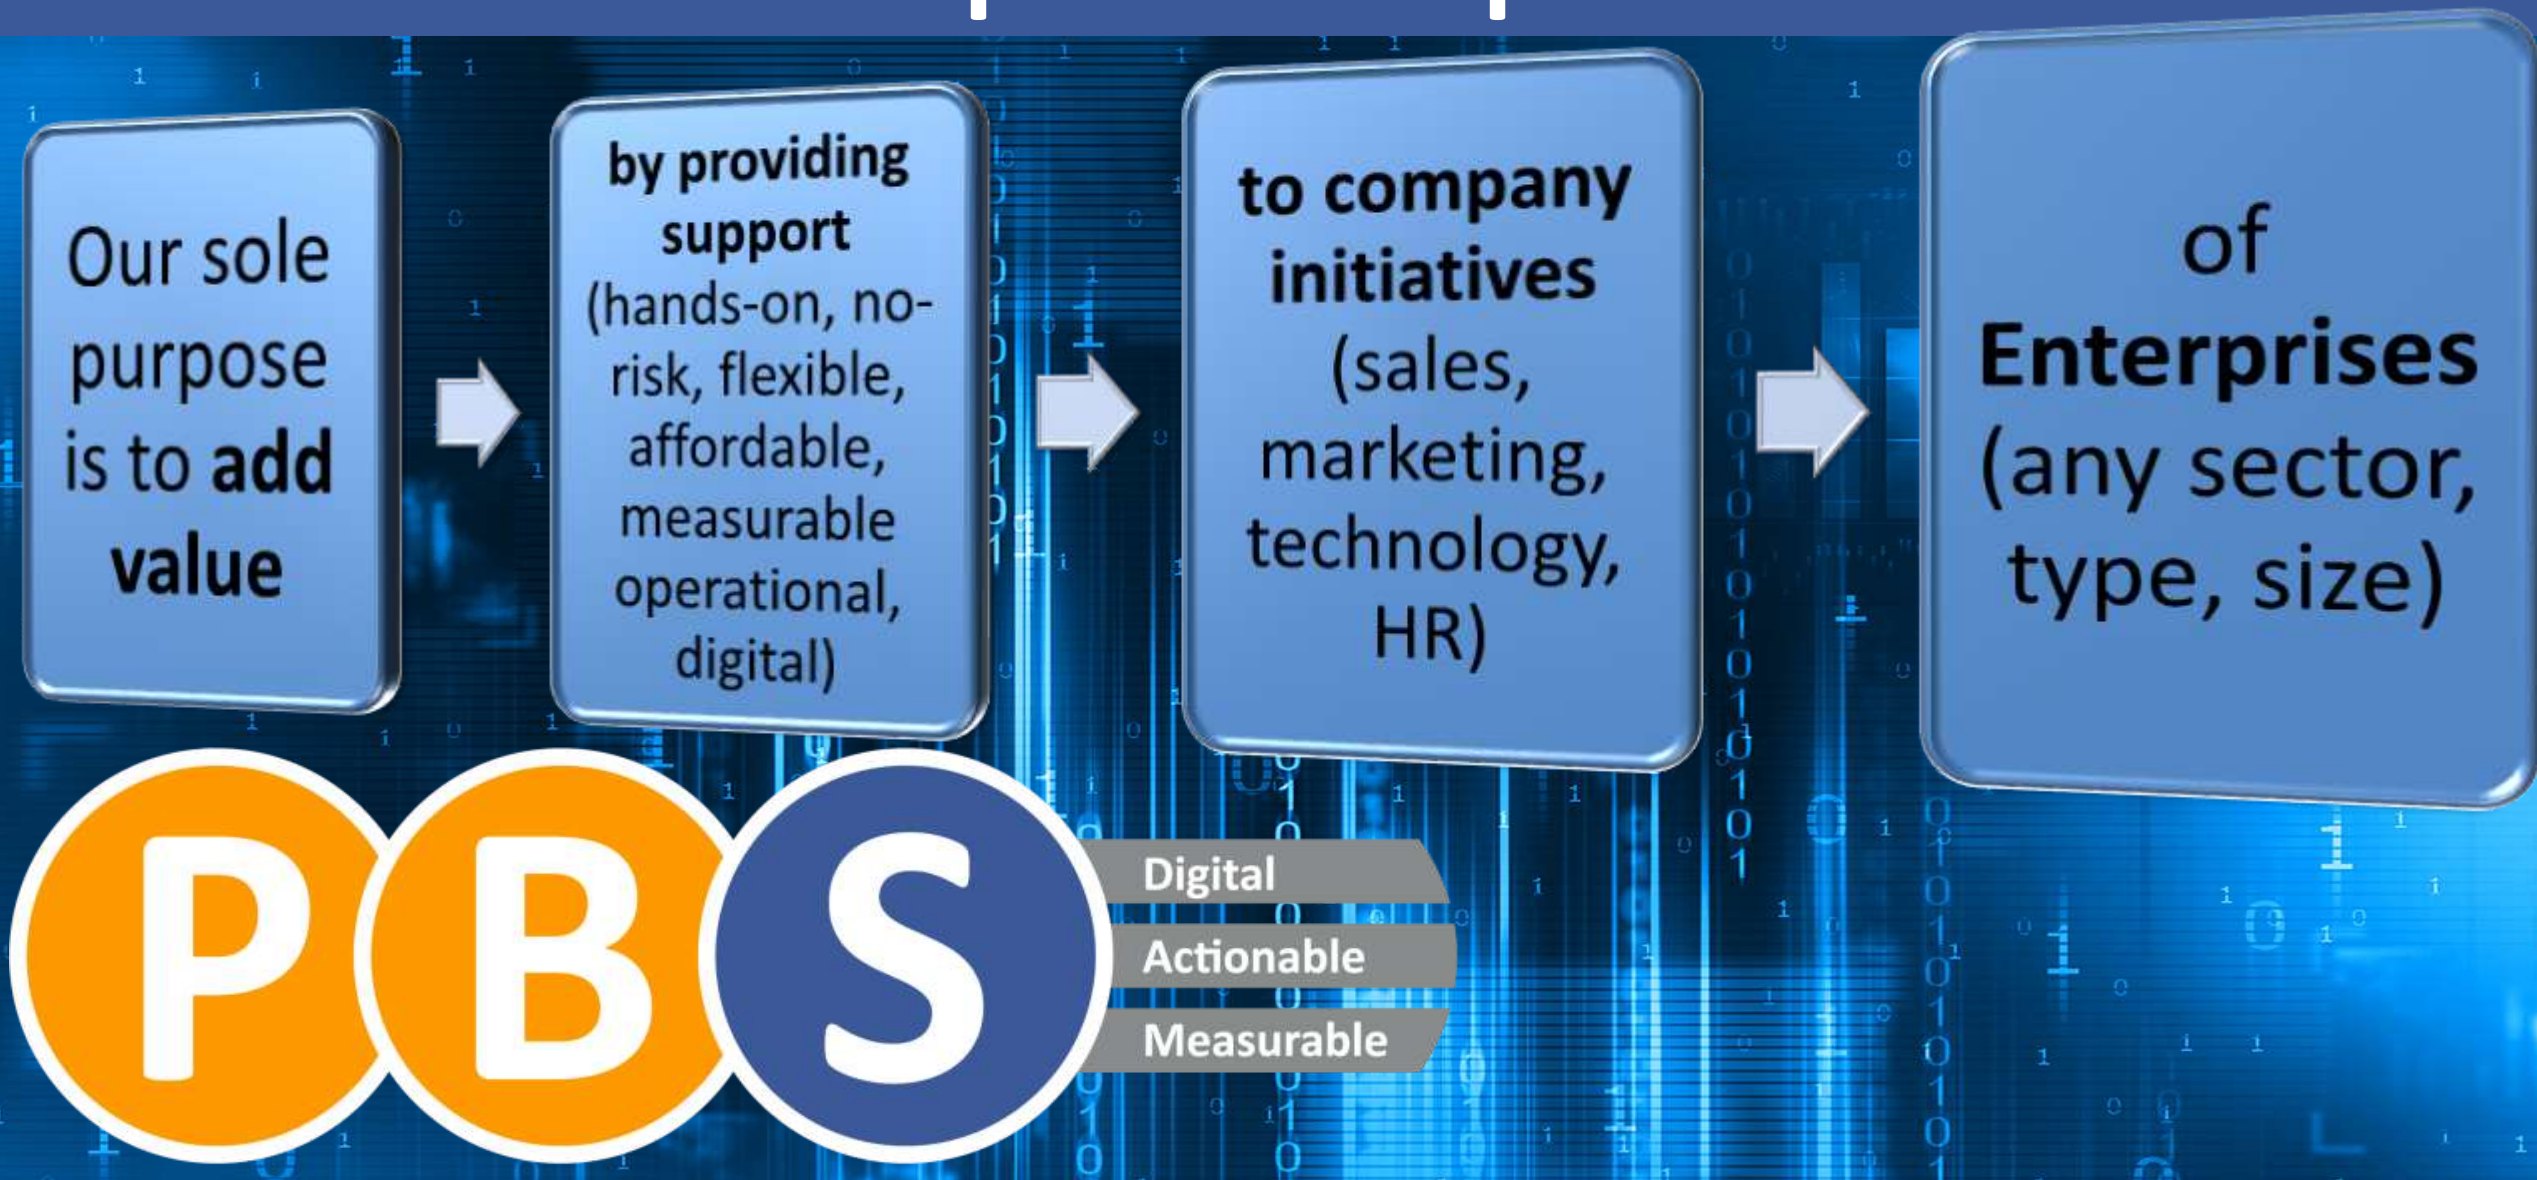 Our sole
purpose
is to add
value
by providing
support
(hands-on, no-
risk, flexible,
affordable,
measurable
operational,
digital)
to company
initiatives
(sales,
marketing,
technology,
HR)
of
Enterprises
(any sector,
type, size)
PBS
Digital
Actionable
Measurable